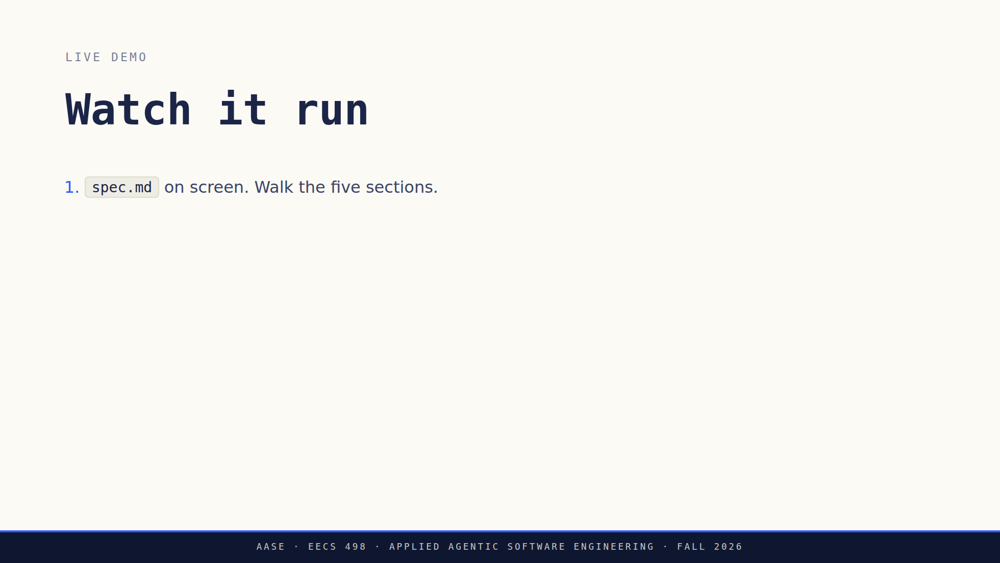 LIVE DEMO
Watch it run
1. spec.md on screen. Walk the five sections.
AASE · EECS 498 · APPLIED AGENTIC SOFTWARE ENGINEERING · FALL 2026